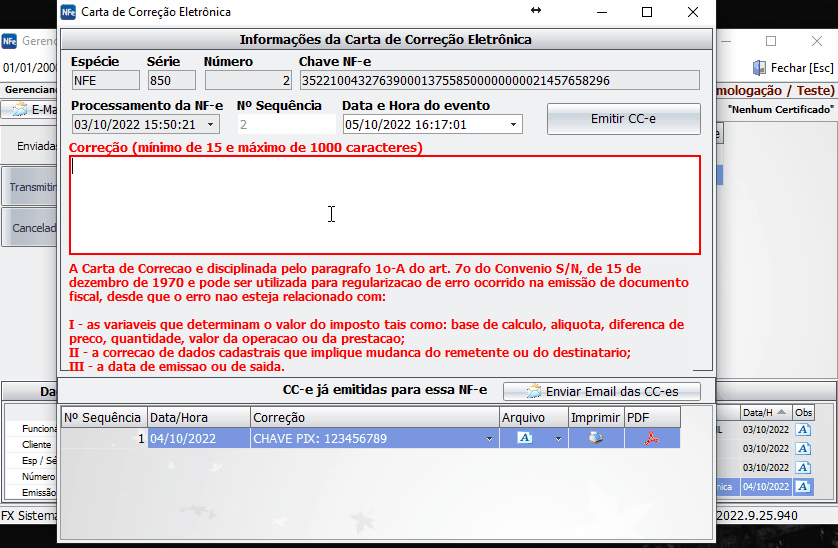 NFe Carta de Correção Eletrônica
Informações da Carta de Correção Eletrônica
Espécie Série Número Chave NF-e
NFE 850 2 35221004327639000137558500000000021457658296
Processamento da NF-e Nº Sequência Data e Hora do evento
03/10/2022 15:50:21 2 05/10/2022 16:17:01 Emitir CC-e
Correção (mínimo de 15 e máximo de 1000 caracteres)
A Carta de Correcao e disciplinada pelo paragrafo 1o-A do art. 7o do Convenio S/N, de 15 de
dezembro de 1970 e pode ser utilizada para regularizacao de erro ocorrido na emissão de documento
fiscal, desde que o erro nao esteja relacionado com:
I - as variaveis que determinam o valor do imposto tais como: base de calculo, aliquota, diferenca de
preco, quantidade, valor da operacao ou da prestacao;
II - a correcao de dados cadastrais que implique mudanca do remetente ou do destinatario;
III - a data de emissao ou de saida.
CC-e já emitidas para essa NF-e Enviar Email das CC-es
Nº Sequência Data/Hora Correção Arquivo Imprimir PDF
1 04/10/2022 CHAVE PIX: 123456789 A
NFe Geren
01/01/200
Gerenciand
E-Ma
Enviadas
Transmitir
Cancelad
Da
Funcioná
Cliente
Esp / Sé
Número
Emissão
FX Sistema
Fechar [Esc]
mologação / Teste)
"Nenhum Certificado"
e
Data/H Obs
IL 03/10/2022 A
03/10/2022 A
03/10/2022 A
nica 04/10/2022 A
2022.9.25.940